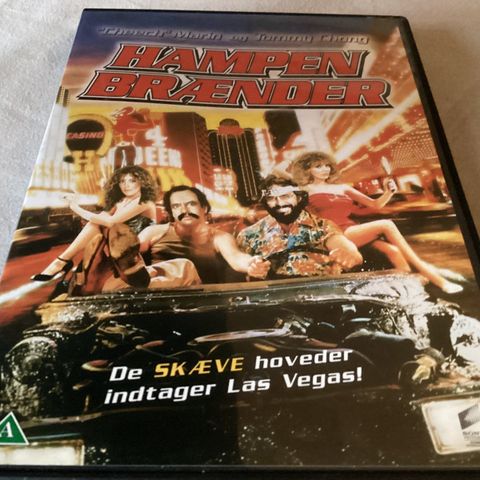 "Cheech" Marin og Tommy Chong
HAMPEN
BRÆNDER
CASINO
De SKÆVE hoveder
indtager Las Vegas!
A